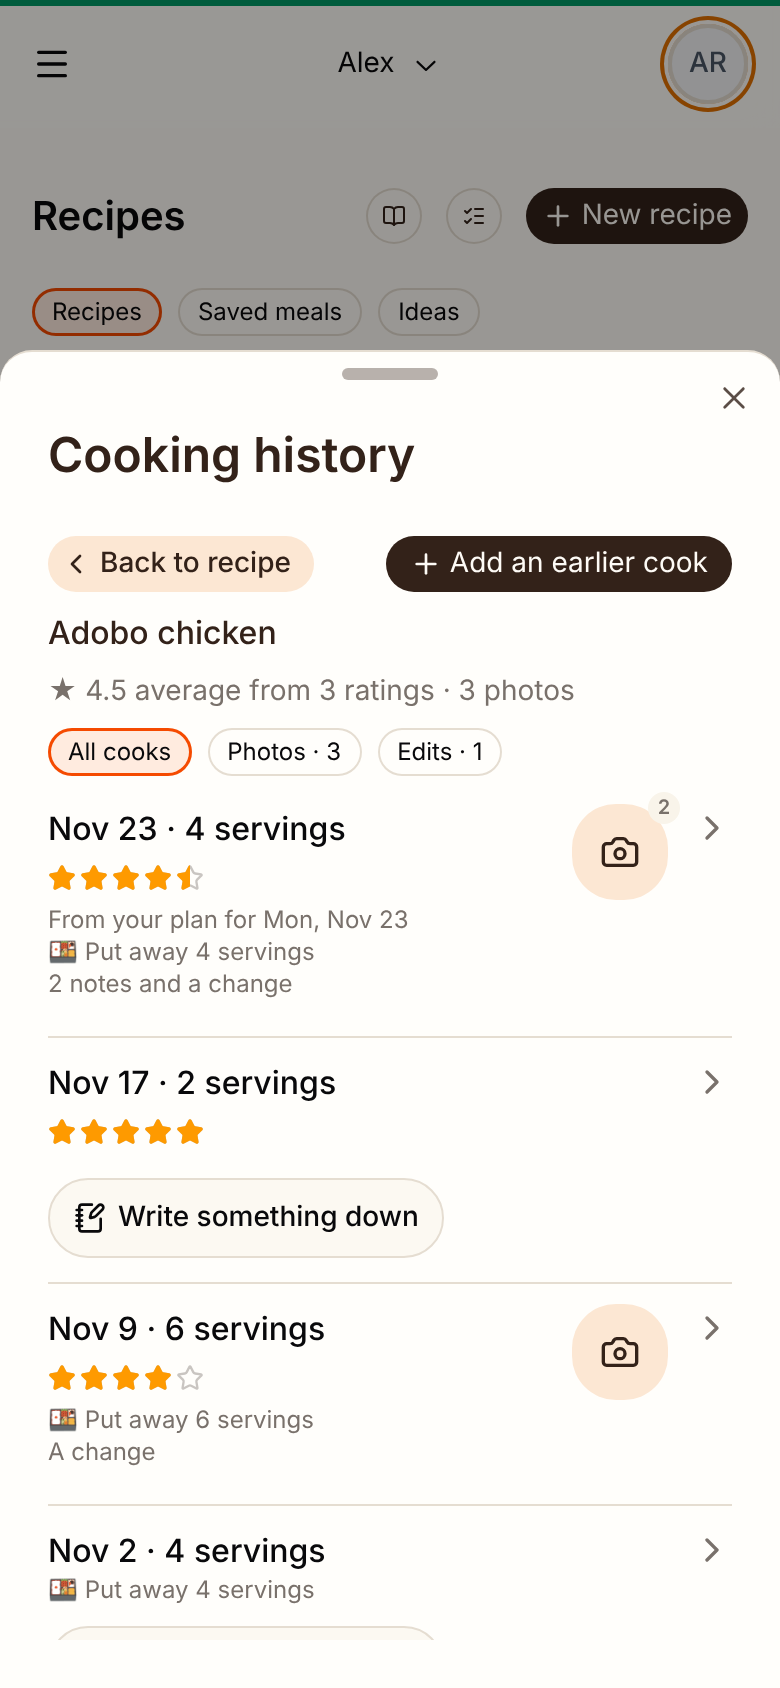 Alex
AR
Recipes
New recipe
Recipes
Saved meals
Ideas
Cooking history
Back to recipe
Add an earlier cook
Adobo chicken
★ 4.5 average from 3 ratings · 3 photos
All cooks
Photos · 3
Edits · 1
Nov 23 · 4 servings
2
From your plan for Mon, Nov 23
🍱 Put away 4 servings
2 notes and a change
Nov 17 · 2 servings
Write something down
Nov 9 · 6 servings
🍱 Put away 6 servings
A change
Nov 2 · 4 servings
🍱 Put away 4 servings